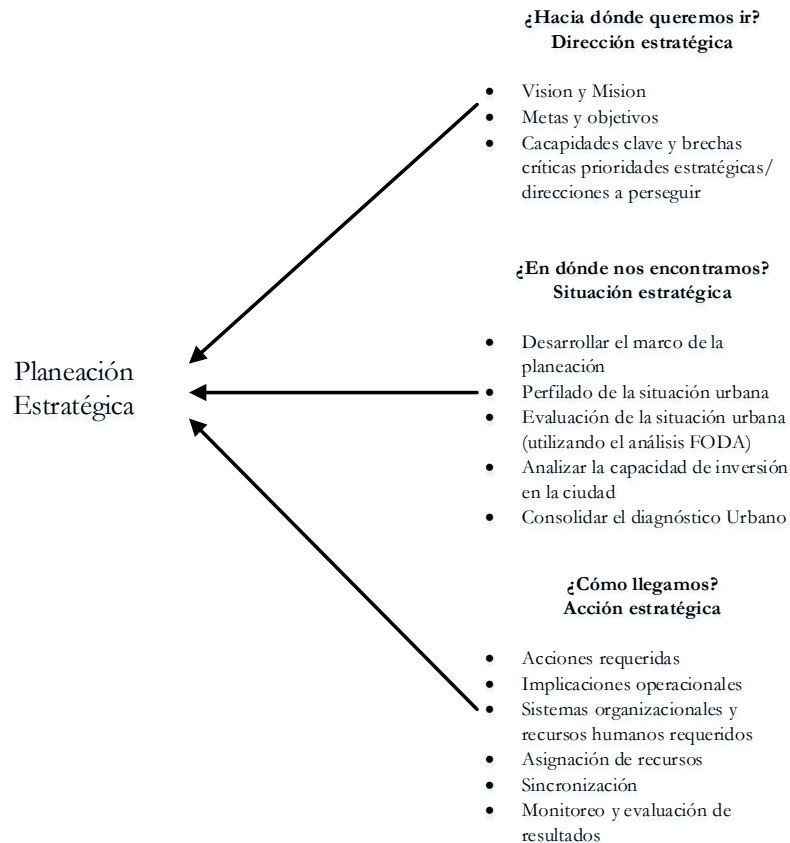 ¿Hacia dónde queremos ir?
Dirección estratégica
• Vision y Mision
• Metas y objetivos
• Cacapidades clave y brechas
críticas prioridades estratégicas/
direcciones a perseguir
¿En dónde nos encontramos?
Situación estratégica
• Desarrollar el marco de la
planeación
• Perfilado de la situación urbana
• Evaluación de la situación urbana
(utilizando el análisis FODA)
• Analizar la capacidad de inversión
en la ciudad
• Consolidar el diagnóstico Urbano
Planeación
Estratégica
¿Cómo llegamos?
Acción estratégica
• Acciones requeridas
• Implicaciones operacionales
• Sistemas organizacionales y
recursos humanos requeridos
• Asignación de recursos
• Sincronización
• Monitoreo y evaluación de
resultados